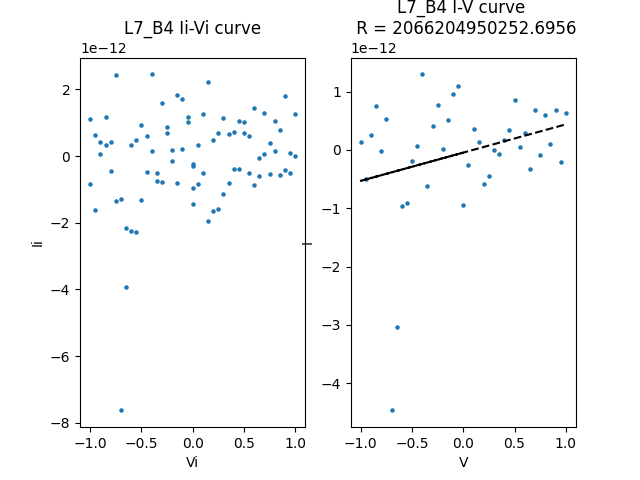 L7_B4 Ii-Vi curve
1e−12
2
0
−2
−4
−6
−8
−1.0 −0.5 0.0 0.5 1.0
Vi
Ii
L7_B4 I-V curve
R = 2066204950252.6956
1e−12
1
0
−1
−2
−3
−4
−1.0 −0.5 0.0 0.5 1.0
V
I